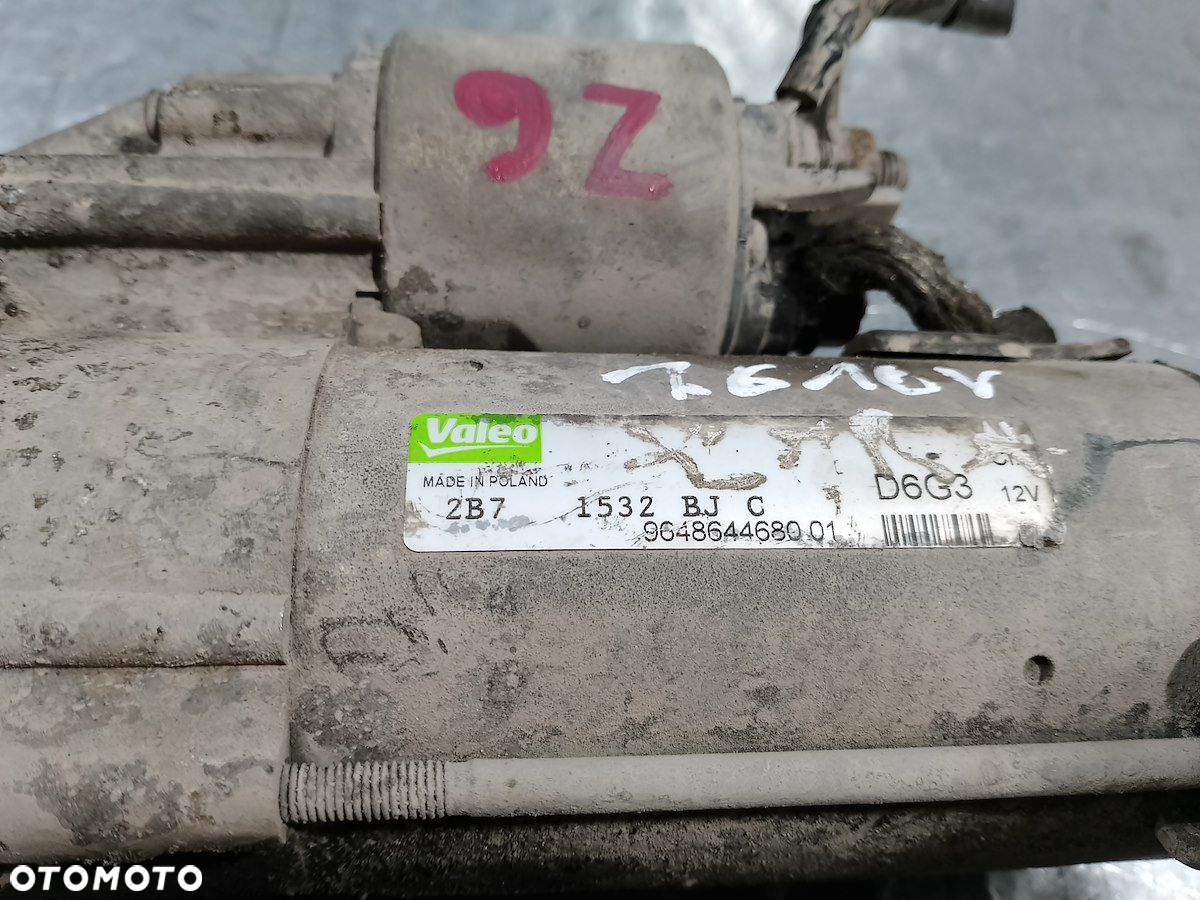 9Z
Valeo
MADE IN POLAND
D6G3 12V
2B7 1532 BJ C
9648644680 01
OTOMOTO